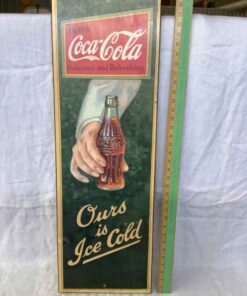 Drink
Coca-Cola
Delicious and Refreshing
Ours
is
Ice Cold